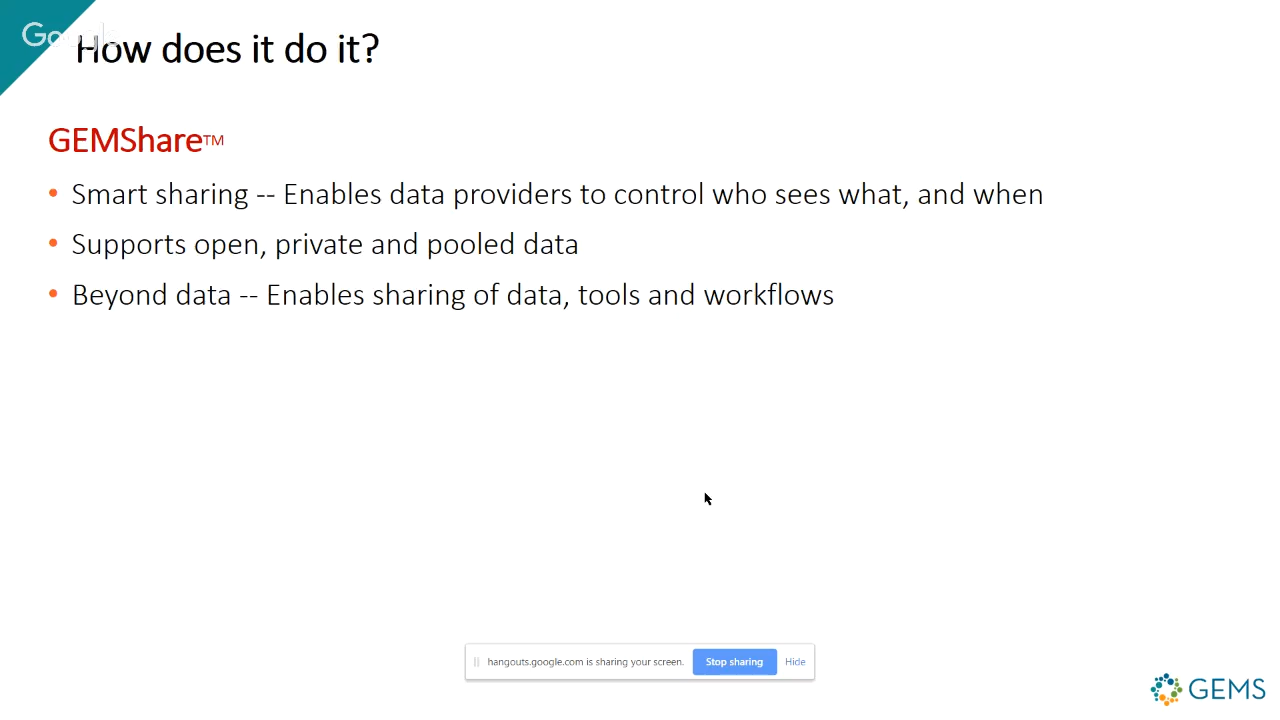 Google
How does it do it?
GEMShare™
• Smart sharing -- Enables data providers to control who sees what, and when
• Supports open, private and pooled data
• Beyond data -- Enables sharing of data, tools and workflows
hangouts.google.com is sharing your screen. Stop sharing Hide
GEMS